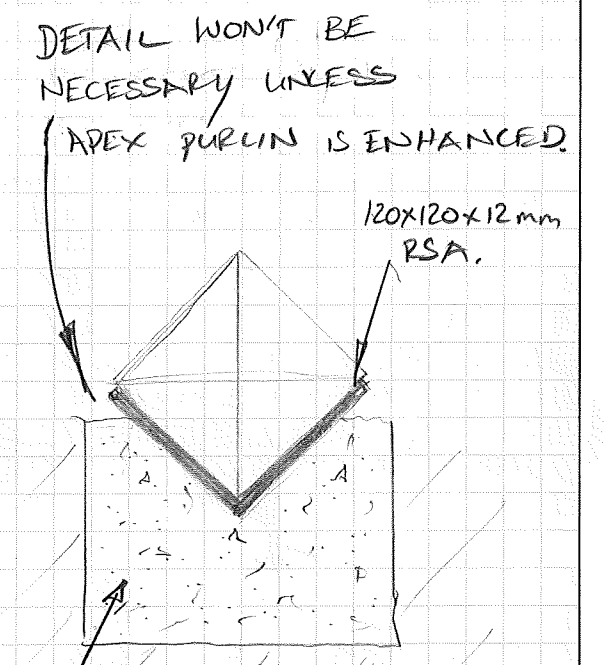 DETAIL WON'T BE
NECESSARY UNLESS
APEX PURLIN IS ENHANCED.
120x120x12mm
RSA.